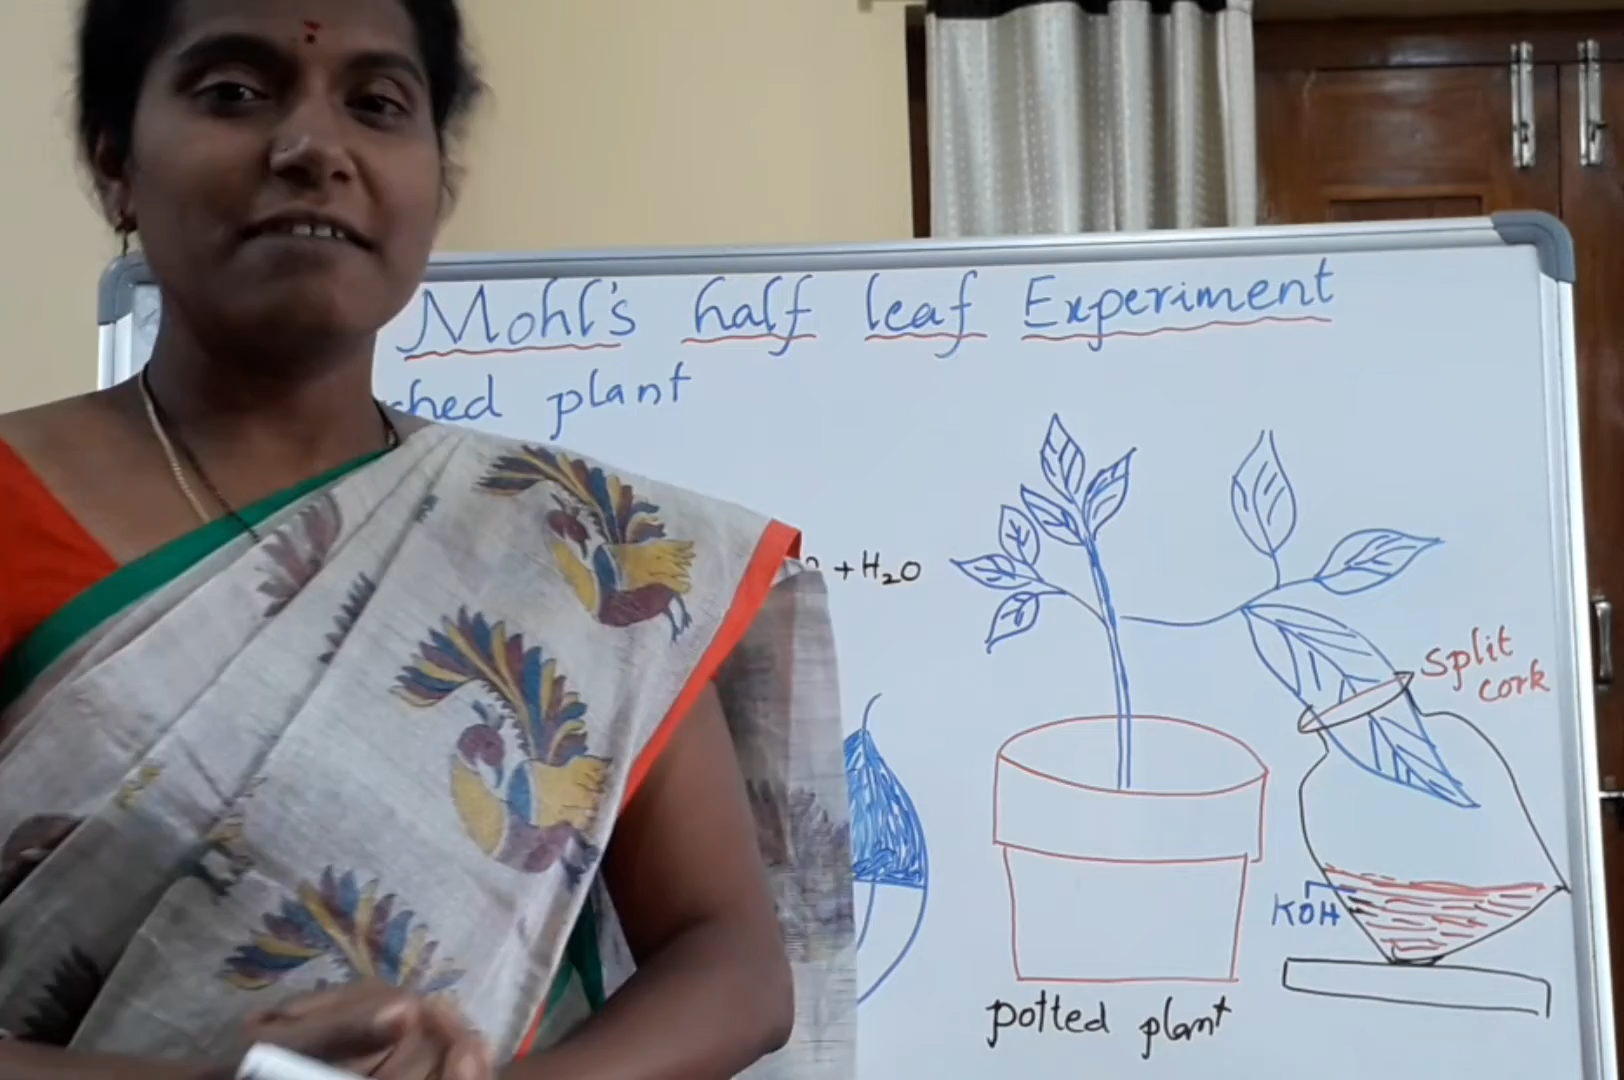 Mohl's half leaf Experiment
plant
+ H₂O
split
cork
KOH
potted plant